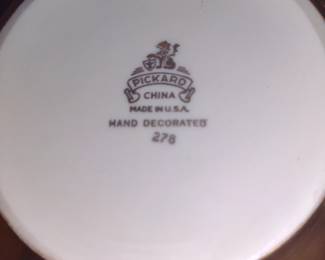 PICKARD
CHINA
MADE IN U.S.A.
HAND DECORATED
278